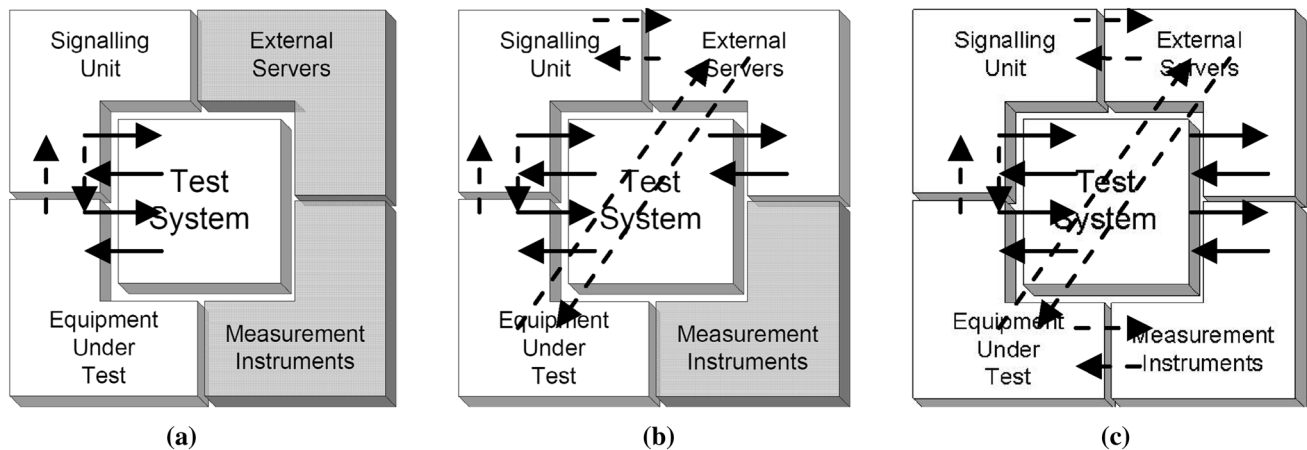 Signalling
Unit
External
Servers
Test
System
Equipment
Under
Test
Measurement
Instruments
(a)
Signalling
Unit
External
Servers
Test
System
Equipment
Under
Test
Measurement
Instruments
(b)
Signalling
Unit
External
Servers
Test
System
Equipment
Under
Test
Measurement
Instruments
(c)